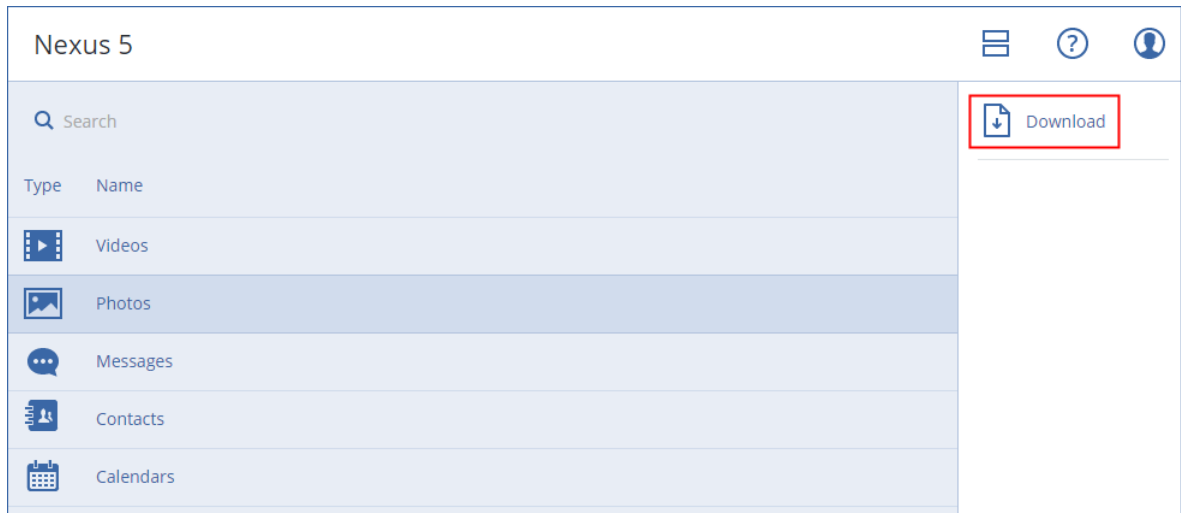 Nexus 5
Search
Type Name
Videos
Photos
Messages
Contacts
Calendars
Download